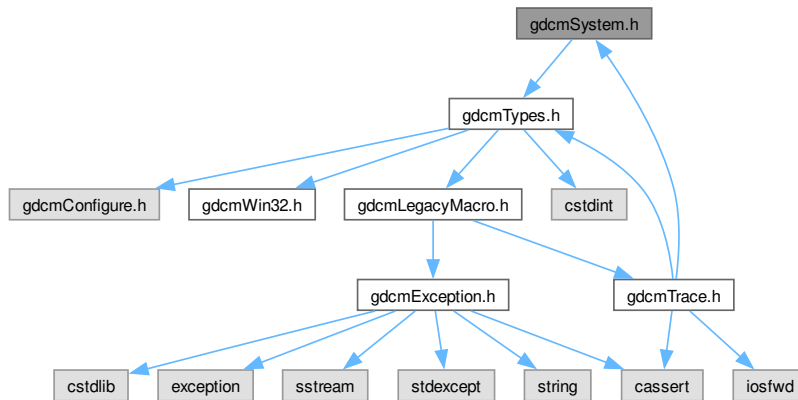 gdcmSystem.h
gdcmTypes.h
gdcmConfigure.h
gdcmWin32.h
gdcmLegacyMacro.h
cstdint
gdcmException.h
gdcmTrace.h
cstdlib
exception
sstream
stdexcept
string
cassert
iosfwd